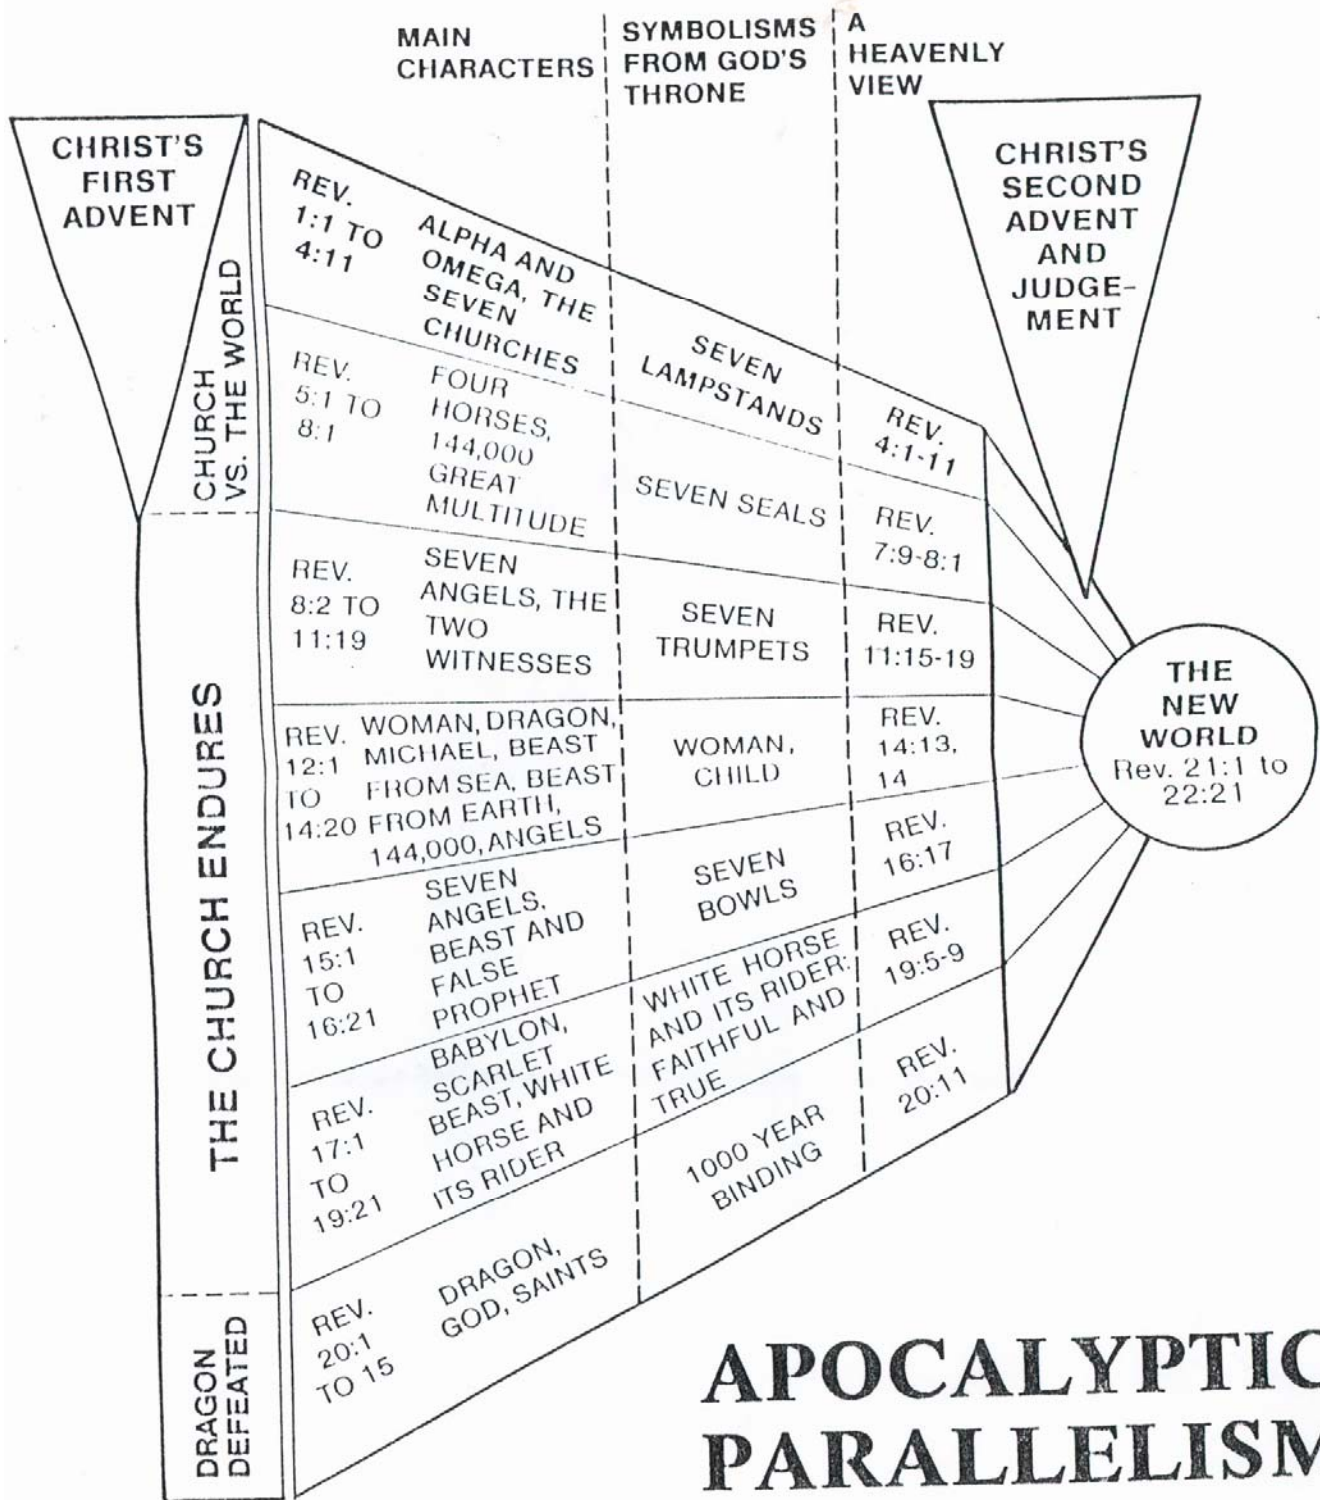 MAIN
CHARACTERS
SYMBOLISMS
FROM GOD'S
THRONE
A
HEAVENLY
VIEW
CHRIST'S
FIRST
ADVENT
CHRIST'S
SECOND
ADVENT
AND
JUDGE-
MENT
CHURCH
VS. THE WORLD
THE CHURCH ENDURES
DRAGON
DEFEATED
REV.
1:1 TO
4:11
ALPHA AND
OMEGA, THE
SEVEN
CHURCHES
SEVEN
LAMPSTANDS
REV.
4:1-11
REV.
5:1 TO
8:1
FOUR
HORSES,
144,000
GREAT
MULTITUDE
SEVEN SEALS
REV.
7:9-8:1
REV.
8:2 TO
11:19
SEVEN
ANGELS, THE
TWO
WITNESSES
SEVEN
TRUMPETS
REV.
11:15-19
REV.
12:1
TO
14:20
WOMAN, DRAGON,
MICHAEL, BEAST
FROM SEA, BEAST
FROM EARTH,
144,000, ANGELS
WOMAN,
CHILD
REV.
14:13,
14
REV.
15:1
TO
16:21
SEVEN
ANGELS,
BEAST AND
FALSE
PROPHET
SEVEN
BOWLS
REV.
16:17
REV.
17:1
TO
19:21
BABYLON,
SCARLET
BEAST, WHITE
HORSE AND
ITS RIDER
WHITE HORSE
AND ITS RIDER:
FAITHFUL AND
TRUE
REV.
19:5-9
REV.
20:1
TO 15
DRAGON,
GOD, SAINTS
1000 YEAR
BINDING
REV.
20:11
THE
NEW
WORLD
Rev. 21:1 to
22:21
APOCALYPTIC
PARALLELISM